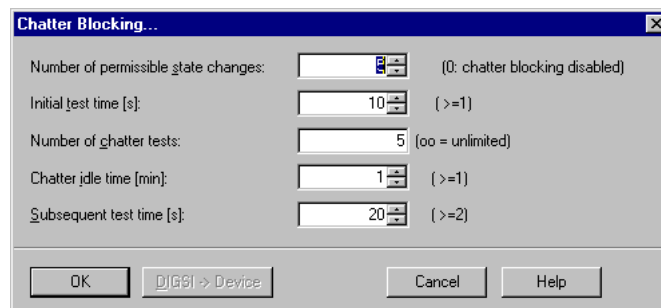 Chatter Blocking...
Number of permissible state changes: (0: chatter blocking disabled)
Initial test time [s]: 10 ( >=1)
Number of chatter tests: 5 (oo = unlimited)
Chatter idle time [min]: 1 ( >=1)
Subsequent test time [s]: 20 ( >=2)
OK DIGSI -> Device Cancel Help